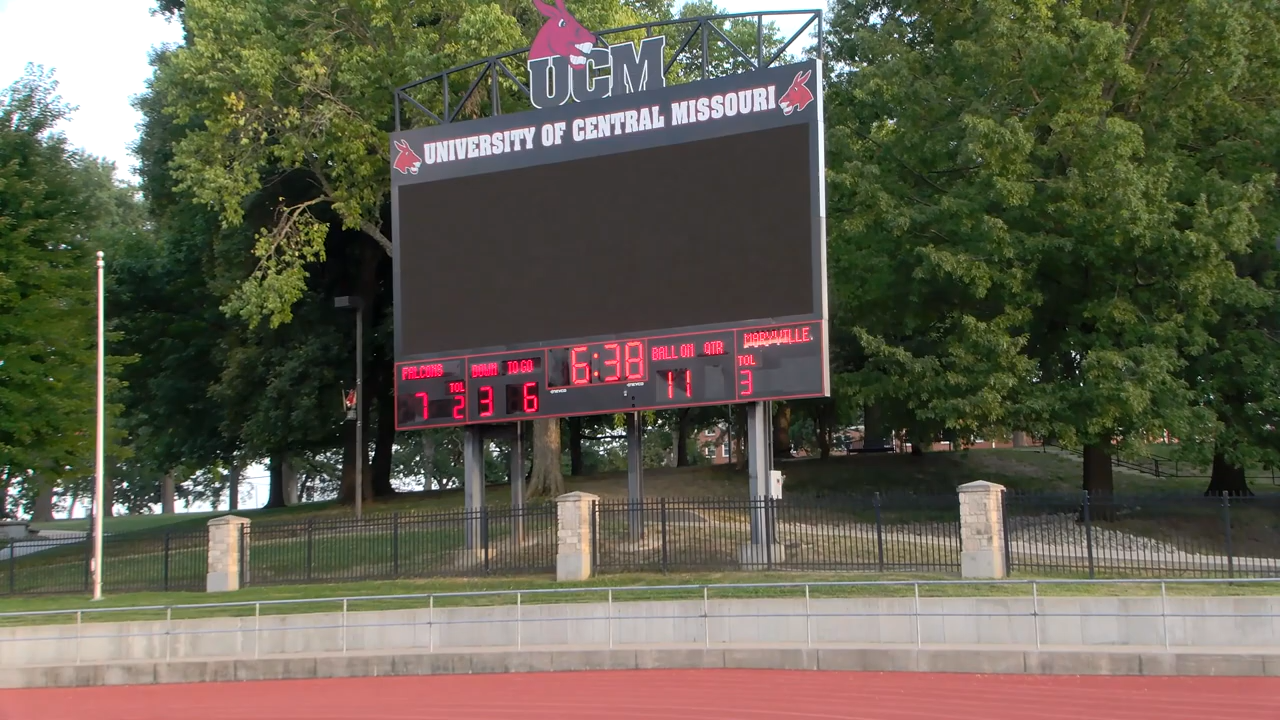 UCM
UNIVERSITY OF CENTRAL MISSOURI
FALCONS DOWN TO GO 6:38 BALL ON QTR MARYVILLE
TOL TOL
7 2 3 6 11 3